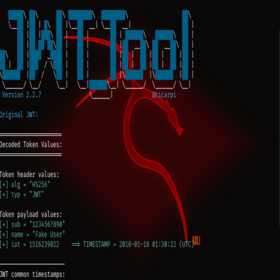 JWT_Tool
Version 2.2.7 @ticarpi
Original JWT:
Decoded Token Values:
Token header values:
[+] alg = "HS256"
[+] typ = "JWT"
Token payload values:
[+] sub = "1234567890"
[+] name = "Fake User"
[+] iat = 1516239022 ==> TIMESTAMP = 2018-01-18 01:30:22 (UTC)
JWT common timestamps: